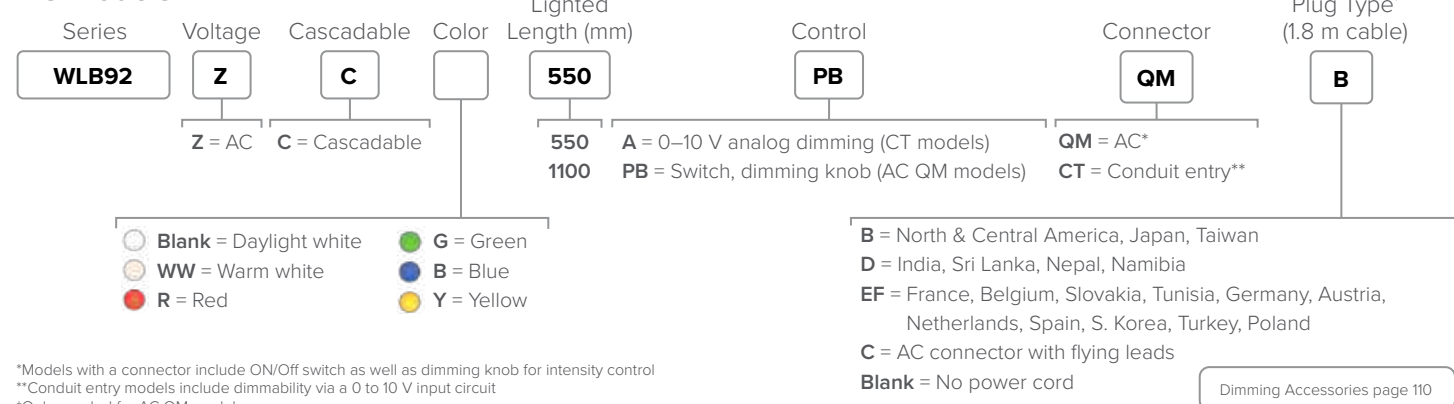 Lighted
Plug Type
Series Voltage Cascadable Color Length (mm) Control Connector (1.8 m cable)
WLB92 Z C 550 PB QM B
Z = AC C = Cascadable
550
1100
A = 0–10 V analog dimming (CT models)
PB = Switch, dimming knob (AC QM models)
QM = AC*
CT = Conduit entry**
Blank = Daylight white
WW = Warm white
R = Red
G = Green
B = Blue
Y = Yellow
B = North & Central America, Japan, Taiwan
D = India, Sri Lanka, Nepal, Namibia
EF = France, Belgium, Slovakia, Tunisia, Germany, Austria,
Netherlands, Spain, S. Korea, Turkey, Poland
C = AC connector with flying leads
Blank = No power cord
*Models with a connector include ON/Off switch as well as dimming knob for intensity control
**Conduit entry models include dimmability via a 0 to 10 V input circuit
Dimming Accessories page 110